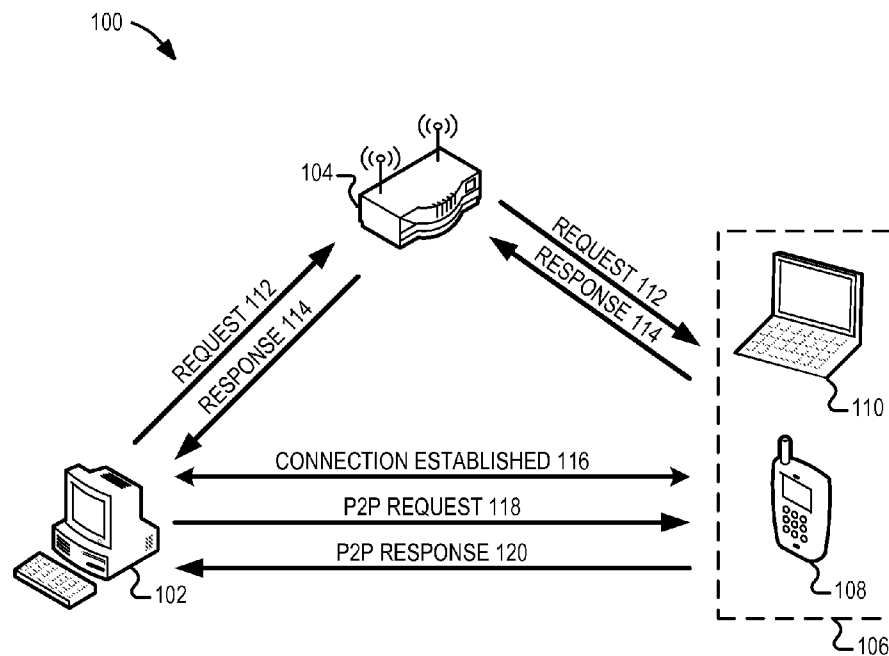 100
104
REQUEST 112
RESPONSE 114
REQUEST 112
RESPONSE 114
110
CONNECTION ESTABLISHED 116
P2P REQUEST 118
P2P RESPONSE 120
102
108
106